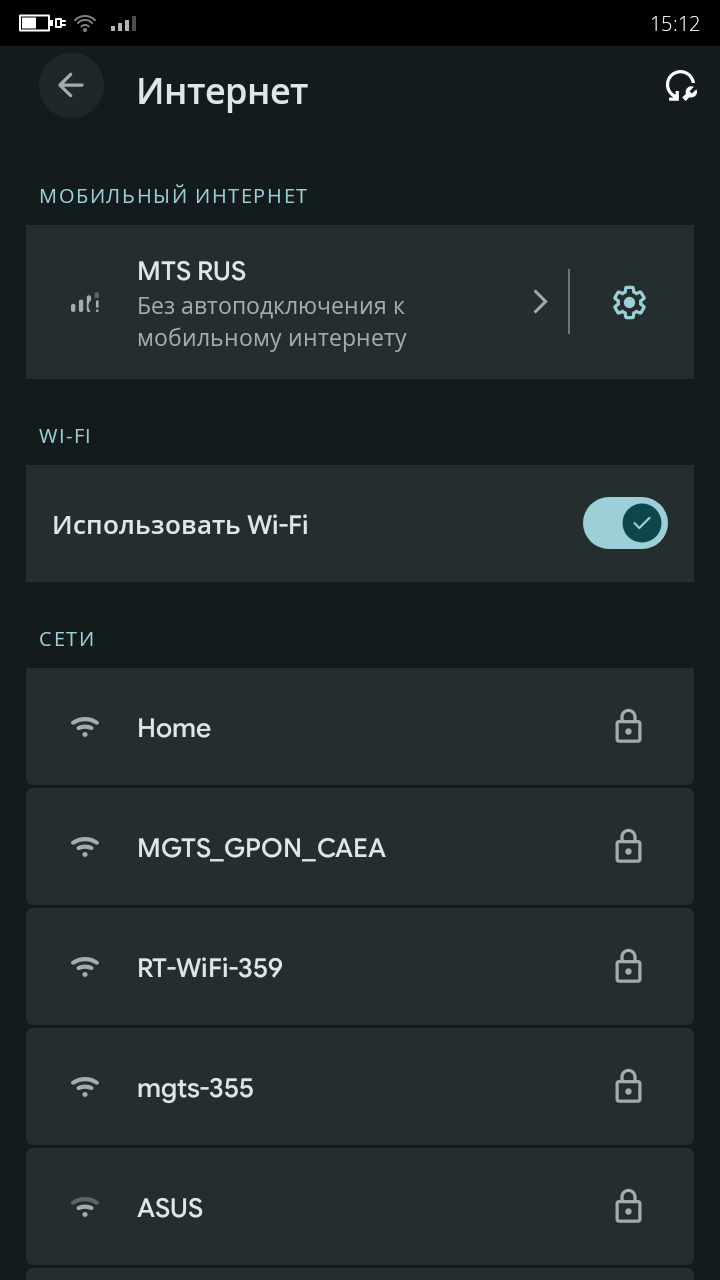 15:12
Интернет
МОБИЛЬНЫЙ ИНТЕРНЕТ
MTS RUS
Без автоподключения к
мобильному интернету
WI-FI
Использовать Wi-Fi
СЕТИ
Home
MGTS_GPON_CAEA
RT-WiFi-359
mgts-355
ASUS